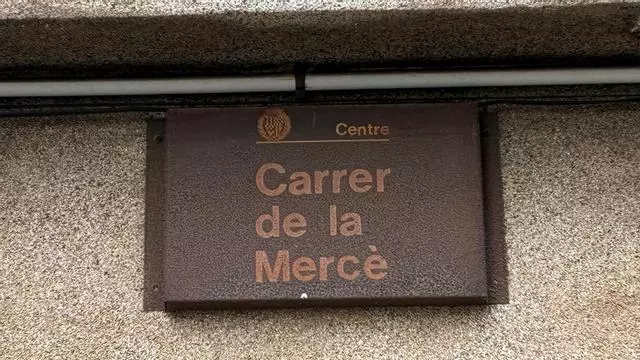 Centre
Carrer
de la
Mercè